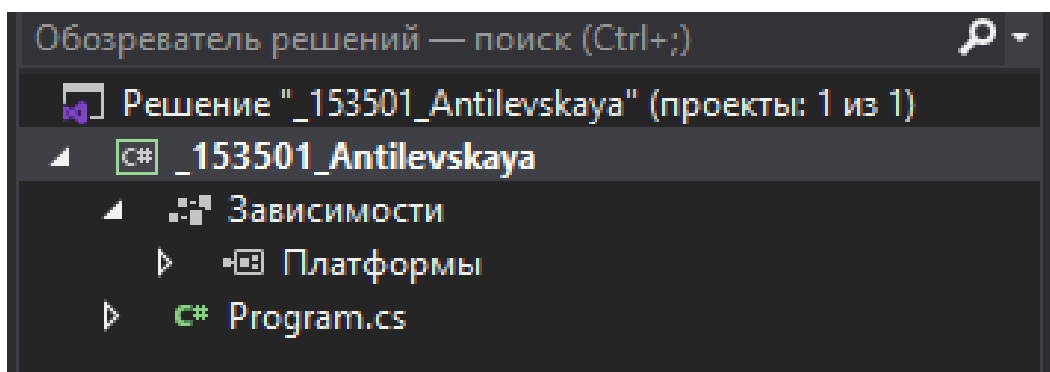 Обозреватель решений — поиск (Ctrl+;)
Решение "_153501_Antilevskaya" (проекты: 1 из 1)
C# _153501_Antilevskaya
Зависимости
Платформы
C# Program.cs